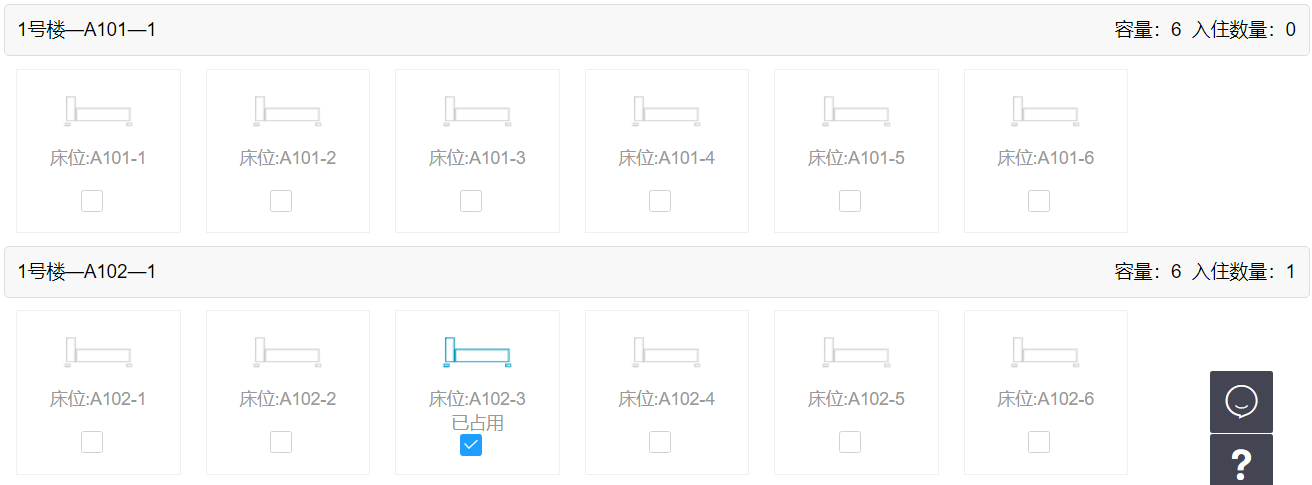 1号楼—A101—1 容量：6 入住数量：0
床位:A101-1 床位:A101-2 床位:A101-3 床位:A101-4 床位:A101-5 床位:A101-6
1号楼—A102—1 容量：6 入住数量：1
床位:A102-1 床位:A102-2 床位:A102-3 床位:A102-4 床位:A102-5 床位:A102-6
已占用
?